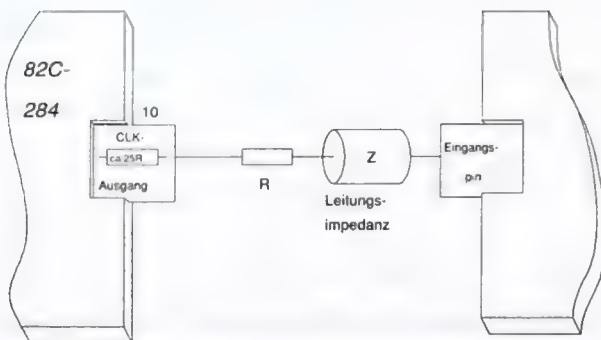 82C-
284
10
CLK-
ca.25R
Ausgang
R
Z
Leitungs-
impedanz
Eingangs-
pin